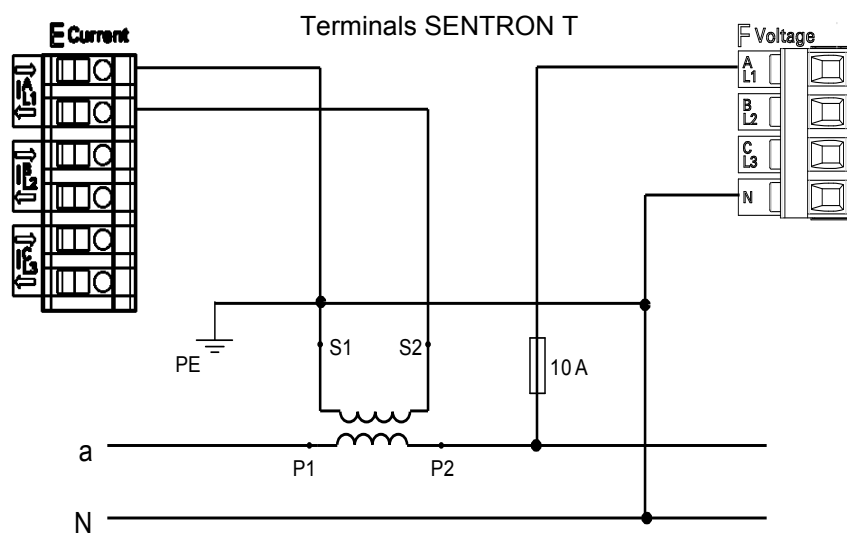 Terminals SENTRON T
E Current
F Voltage
I A L1
I B L2
I C L3
A L1
B L2
C L3
N
PE
S1 S2
10 A
a
P1 P2
N